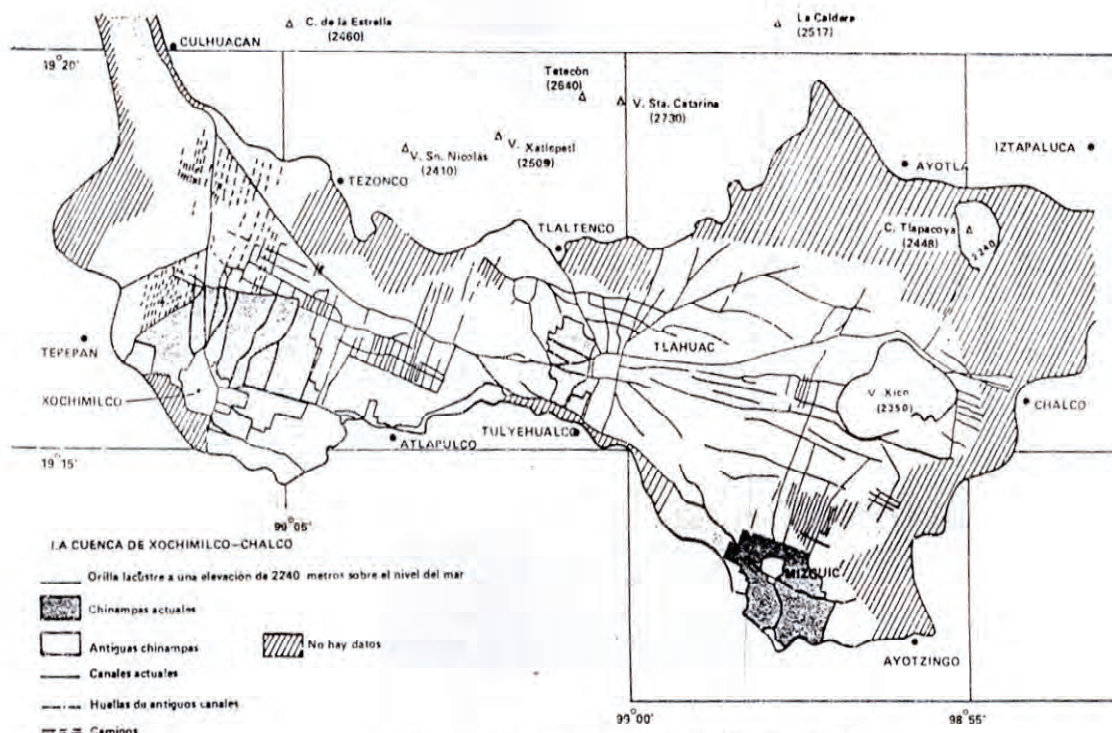 C. de la Estrella
(2460)
La Caldera
(2517)
CULHUACAN
19°20'
Tetecón
(2640)
V. Sta. Catarina
(2730)
V. Xatlepetl
(2509)
V. Sn. Nicolás
(2410)
IZTAPALUCA
AYOTLA
TEZONCO
C. Tlapacoya
(2448)
2240
TLALTENCO
TEPEPAN
TLAHUAC
XOCHIMILCO
V. Xico
(2350)
CHALCO
ATLAPULCO
TULYEHUALCO
19°15'
99°05'
LA CUENCA DE XOCHIMILCO-CHALCO
Orilla lacustre a una elevación de 2240 metros sobre el nivel del mar
MIZQUIC
Chinampas actuales
Antiguas chinampas
No hay datos
AYOTZINGO
Canales actuales
Huellas de antiguos canales
Caminos
99°00'
98°55'